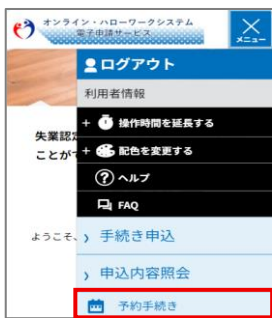 オンライン・ハローワークシステム
電子申請サービス
メニュー
ログアウト
利用者情報
+ 操作時間を延長する
失業認定
+ 配色を変更する
ことが
? ヘルプ
FAQ
ようこそ、
› 手続き申込
› 申込内容照会
予約手続き